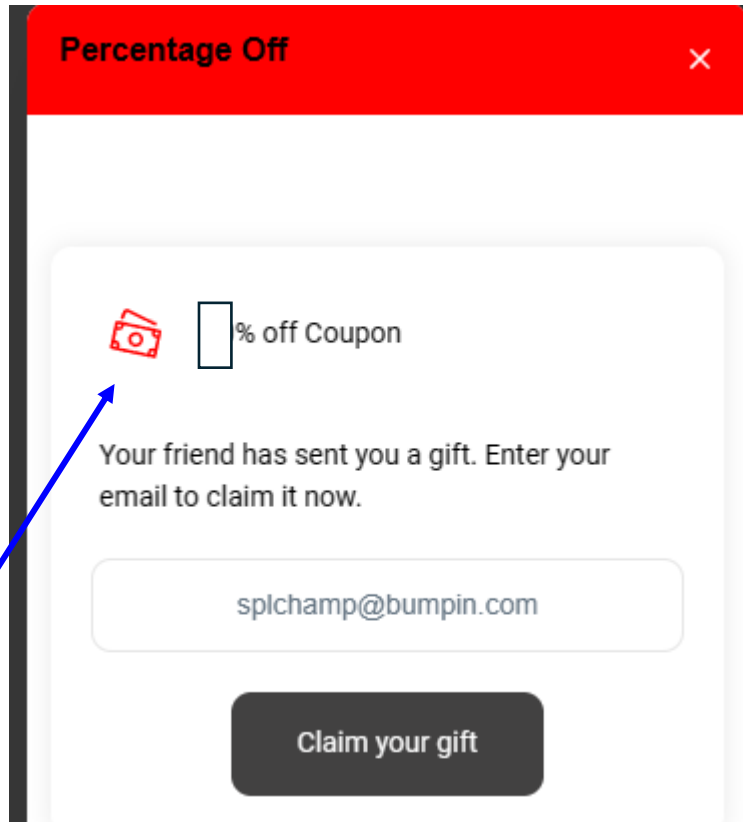 Percentage Off
% off Coupon
Your friend has sent you a gift. Enter your
email to claim it now.
splchamp@bumpin.com
Claim your gift